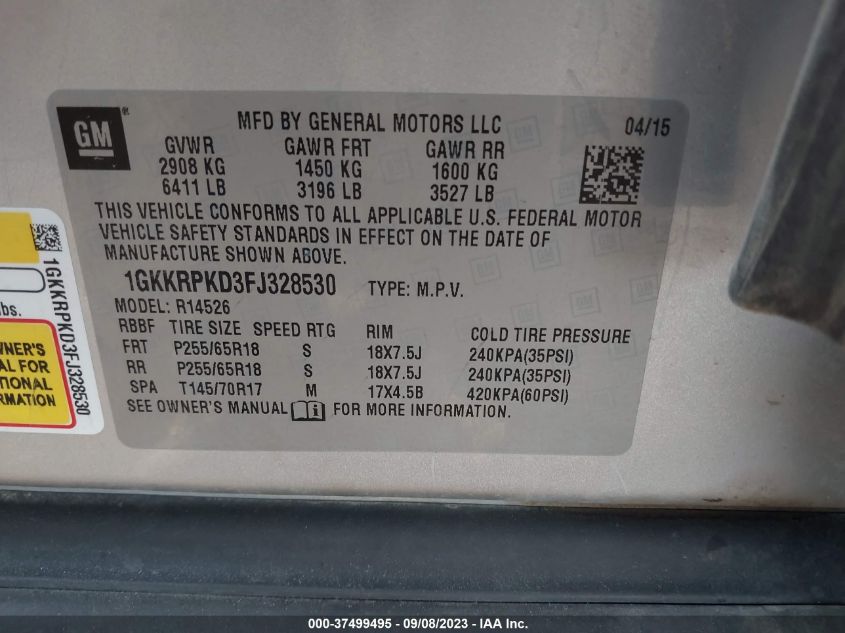 GM ®
MFD BY GENERAL MOTORS LLC
04/15
GVWR GAWR FRT GAWR RR
2908 KG 1450 KG 1600 KG
6411 LB 3196 LB 3527 LB
THIS VEHICLE CONFORMS TO ALL APPLICABLE U.S. FEDERAL MOTOR
VEHICLE SAFETY STANDARDS IN EFFECT ON THE DATE OF
MANUFACTURE SHOWN ABOVE.
1GKKRPKD3FJ328530 TYPE: M.P.V.
MODEL: R14526
RBBF TIRE SIZE SPEED RTG RIM COLD TIRE PRESSURE
FRT P255/65R18 S 18X7.5J 240KPA(35PSI)
RR P255/65R18 S 18X7.5J 240KPA(35PSI)
SPA T145/70R17 M 17X4.5B 420KPA(60PSI)
SEE OWNER'S MANUAL FOR MORE INFORMATION.
1GKKRPKD3FJ328530
lbs.
WNER'S
AL FOR
TIONAL
RMATION
000-37499495 - 09/08/2023 - IAA Inc.